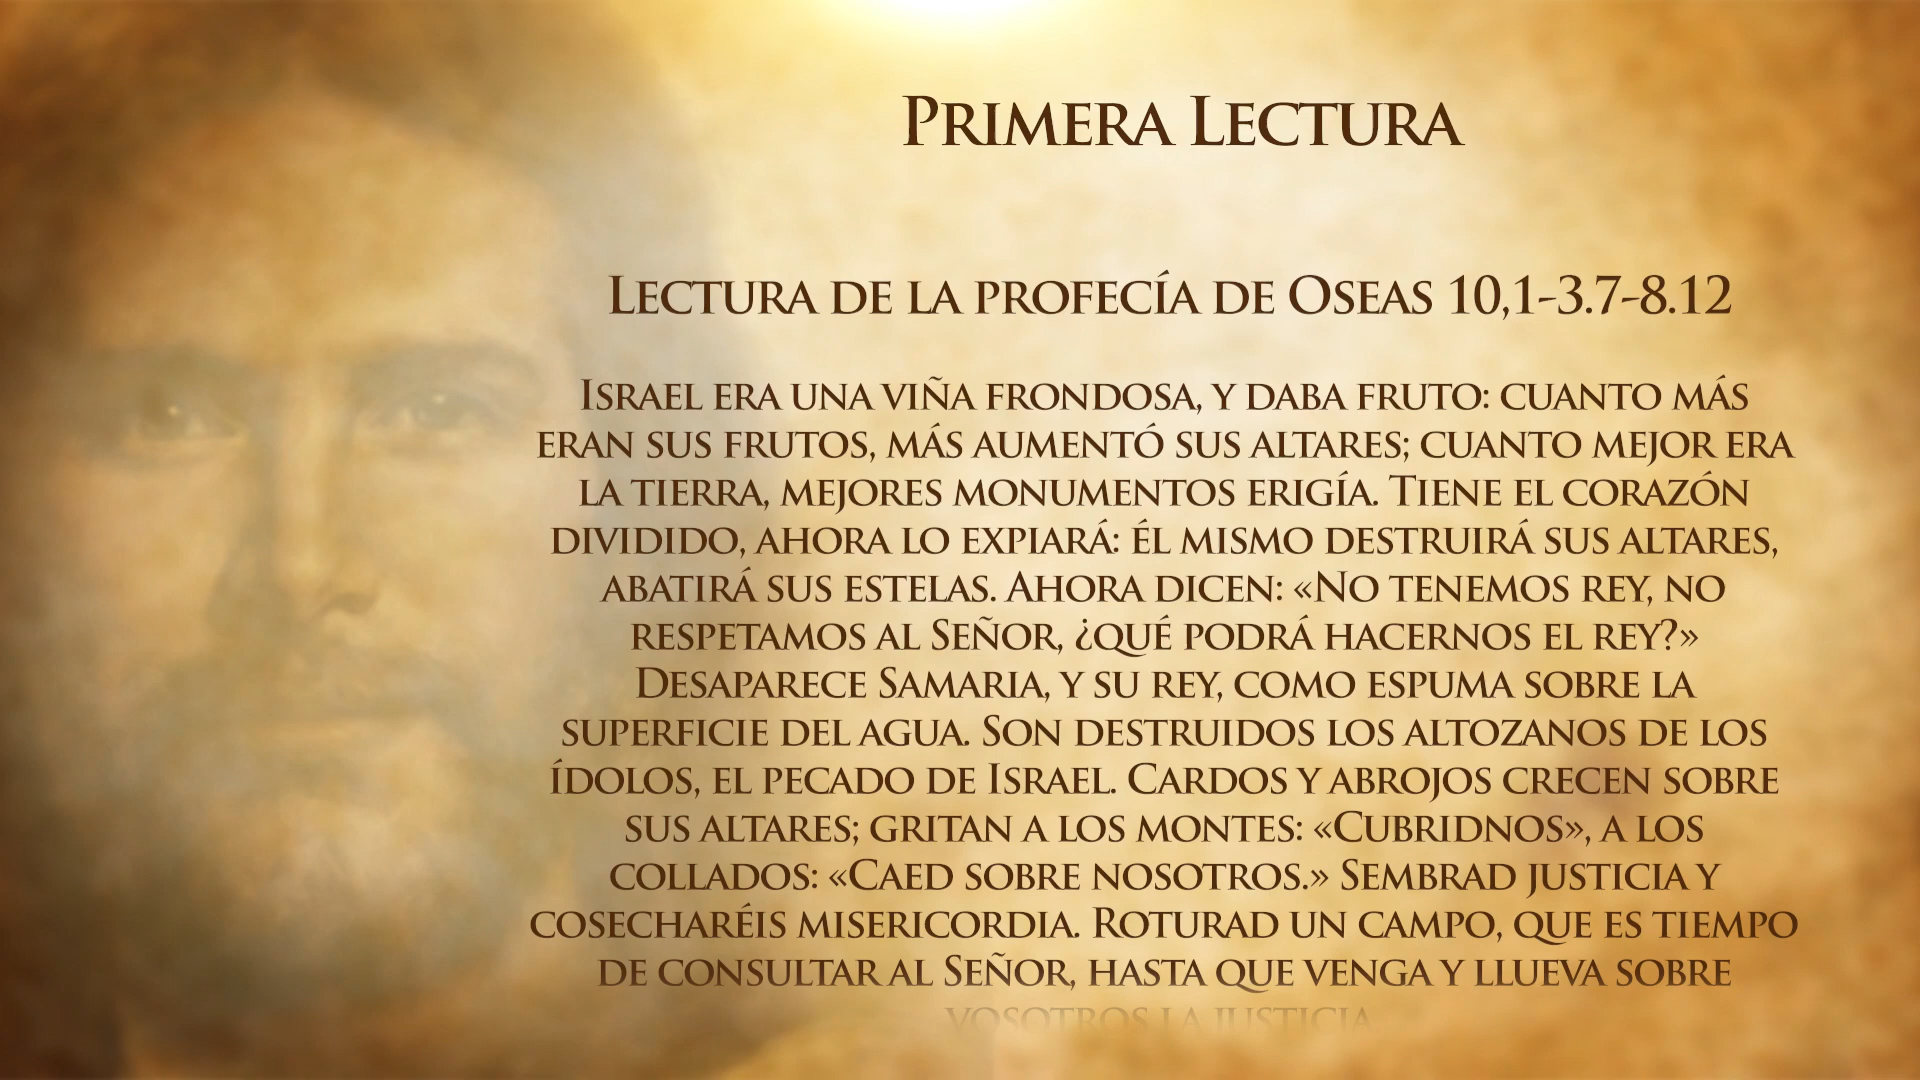 Primera Lectura
Lectura de la profecía de Oseas 10,1-3.7-8.12
Israel era una viña frondosa, y daba fruto: cuanto más
eran sus frutos, más aumentó sus altares; cuanto mejor era
la tierra, mejores monumentos erigía. Tiene el corazón
dividido, ahora lo expiará: él mismo destruirá sus altares,
abatirá sus estelas. Ahora dicen: «No tenemos rey, no
respetamos al Señor, ¿qué podrá hacernos el rey?»
Desaparece Samaria, y su rey, como espuma sobre la
superficie del agua. Son destruidos los altozanos de los
ídolos, el pecado de Israel. Cardos y abrojos crecen sobre
sus altares; gritan a los montes: «Cubridnos», a los
collados: «Caed sobre nosotros.» Sembrad justicia y
cosecharéis misericordia. Roturad un campo, que es tiempo
de consultar al Señor, hasta que venga y llueva sobre
vosotros la justicia